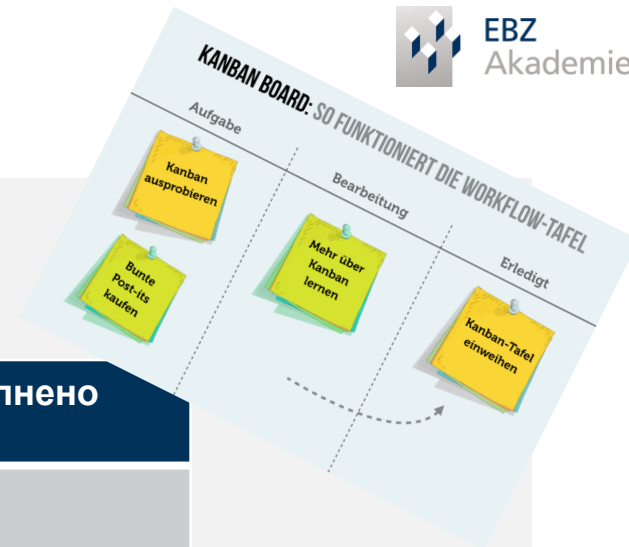 EBZ
Akademie
KANBAN BOARD: SO FUNKTIONIERT DIE WORKFLOW-TAFEL
Aufgabe
Bearbeitung
Erledigt
Kanban
ausprobieren
Bunte
Post-its
kaufen
Mehr über
Kanban
lernen
Kanban-Tafel
einweihen